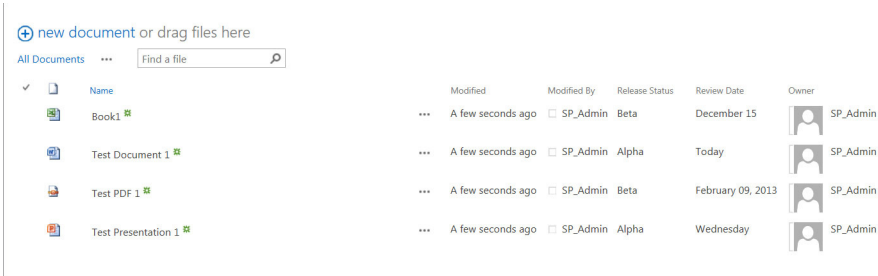 new document or drag files here
All Documents ... Find a file
Name Modified Modified By Release Status Review Date Owner
Book1 ... A few seconds ago SP_Admin Beta December 15 SP_Admin
Test Document 1 ... A few seconds ago SP_Admin Alpha Today SP_Admin
Test PDF 1 ... A few seconds ago SP_Admin Beta February 09, 2013 SP_Admin
Test Presentation 1 ... A few seconds ago SP_Admin Alpha Wednesday SP_Admin